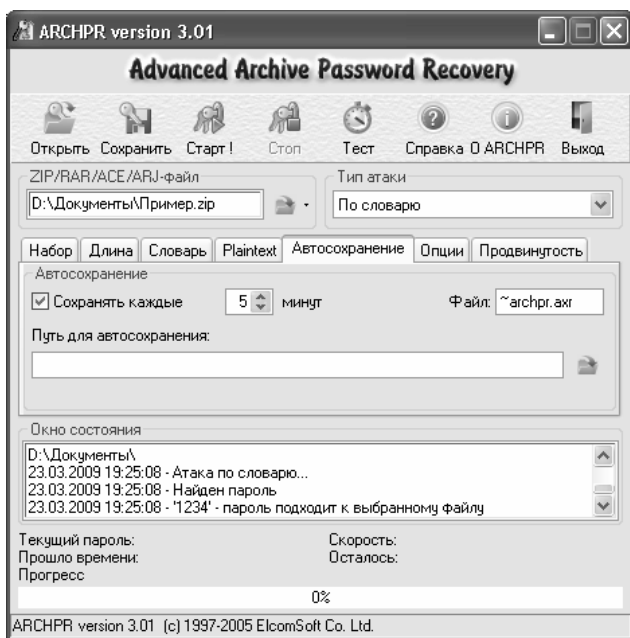 ARCHPR version 3.01
Advanced Archive Password Recovery
Открыть Сохранить Старт! Стоп Тест Справка О ARCHPR Выход
ZIP/RAR/ACE/ARJ-файл Тип атаки
D:\Документы\Пример.zip По словарю
Набор Длина Словарь Plaintext Автосохранение Опции Продвинутость
Автосохранение
Сохранять каждые 5 минут Файл: ~archpr.axr
Путь для автосохранения:
Окно состояния
D:\Документы\
23.03.2009 19:25:08 - Атака по словарю...
23.03.2009 19:25:08 - Найден пароль
23.03.2009 19:25:08 - '1234' - пароль подходит к выбранному файлу
Текущий пароль: Скорость:
Прошло времени: Осталось:
Прогресс
0%
ARCHPR version 3.01 (c) 1997-2005 ElcomSoft Co. Ltd.